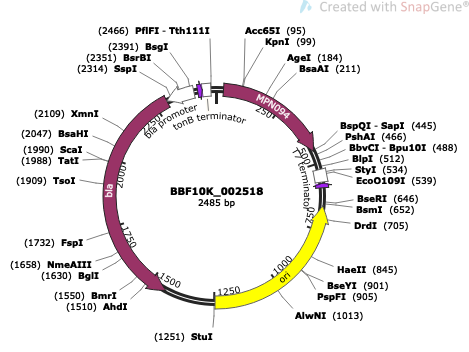 Created with SnapGene®
(2466) PflFI - Tth111I
(2391) BsgI
(2351) BsrBI
(2314) SspI
Acc65I (95)
KpnI (99)
AgeI (184)
BsaAI (211)
(2109) XmnI
(2047) BsaHI
(1990) ScaI
(1988) TatI
(1909) TsoI
BspQI - SapI (445)
PshAI (466)
BbvCI - Bpu10I (488)
BlpI (512)
StyI (534)
EcoO109I (539)
BseRI (646)
BsmI (652)
DrdI (705)
(1732) FspI
(1658) NmeAIII
(1630) BglI
(1550) BmrI
(1510) AhdI
HaeII (845)
BseYI (901)
PspFI (905)
AlwNI (1013)
(1251) StuI
MPN094
bla promoter
tonB terminator
T7 terminator
bla
ori
250
500
750
1000
1250
1500
1750
2000
2250
BBF10K_002518
2485 bp